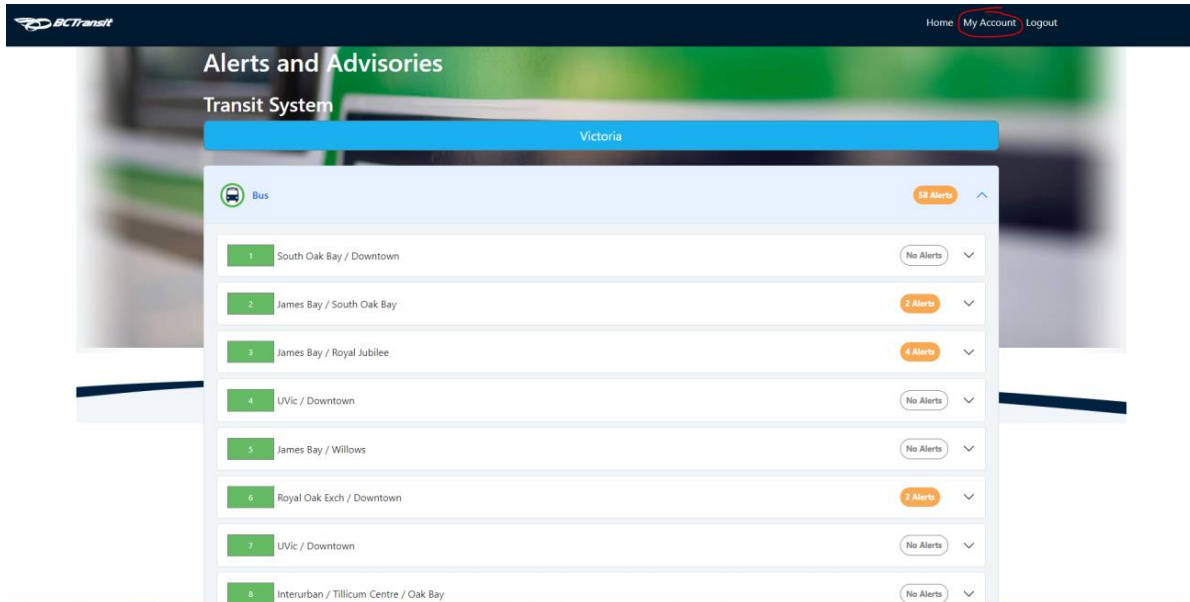 BCTransit
Home My Account Logout
Alerts and Advisories
Transit System
Victoria
Bus 58 Alerts
1 South Oak Bay / Downtown No Alerts
2 James Bay / South Oak Bay 2 Alerts
3 James Bay / Royal Jubilee 4 Alerts
4 UVic / Downtown No Alerts
5 James Bay / Willows No Alerts
6 Royal Oak Exch / Downtown 2 Alerts
7 UVic / Downtown No Alerts
8 Interurban / Tillicum Centre / Oak Bay No Alerts